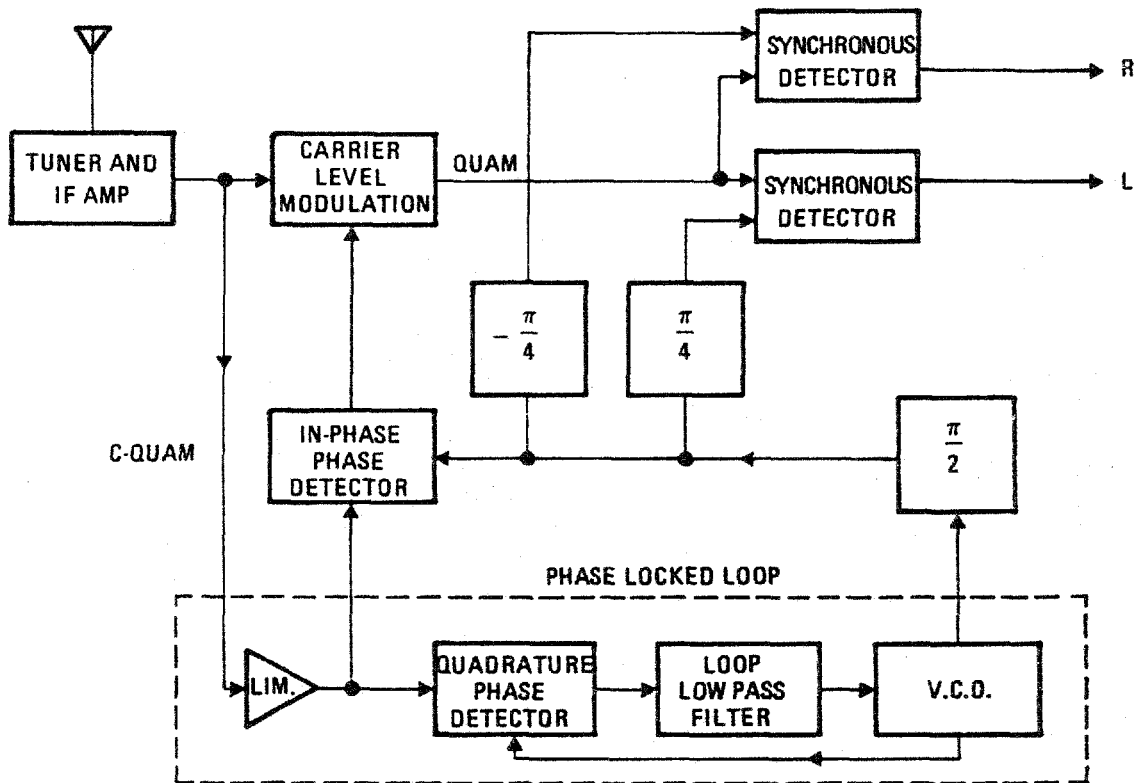 SYNCHRONOUS
DETECTOR
R
TUNER AND
IF AMP
CARRIER
LEVEL
MODULATION
QUAM
SYNCHRONOUS
DETECTOR
L
- π/4
π/4
C-QUAM
IN-PHASE
PHASE
DETECTOR
π/2
PHASE LOCKED LOOP
LIM.
QUADRATURE
PHASE
DETECTOR
LOOP
LOW PASS
FILTER
V.C.O.